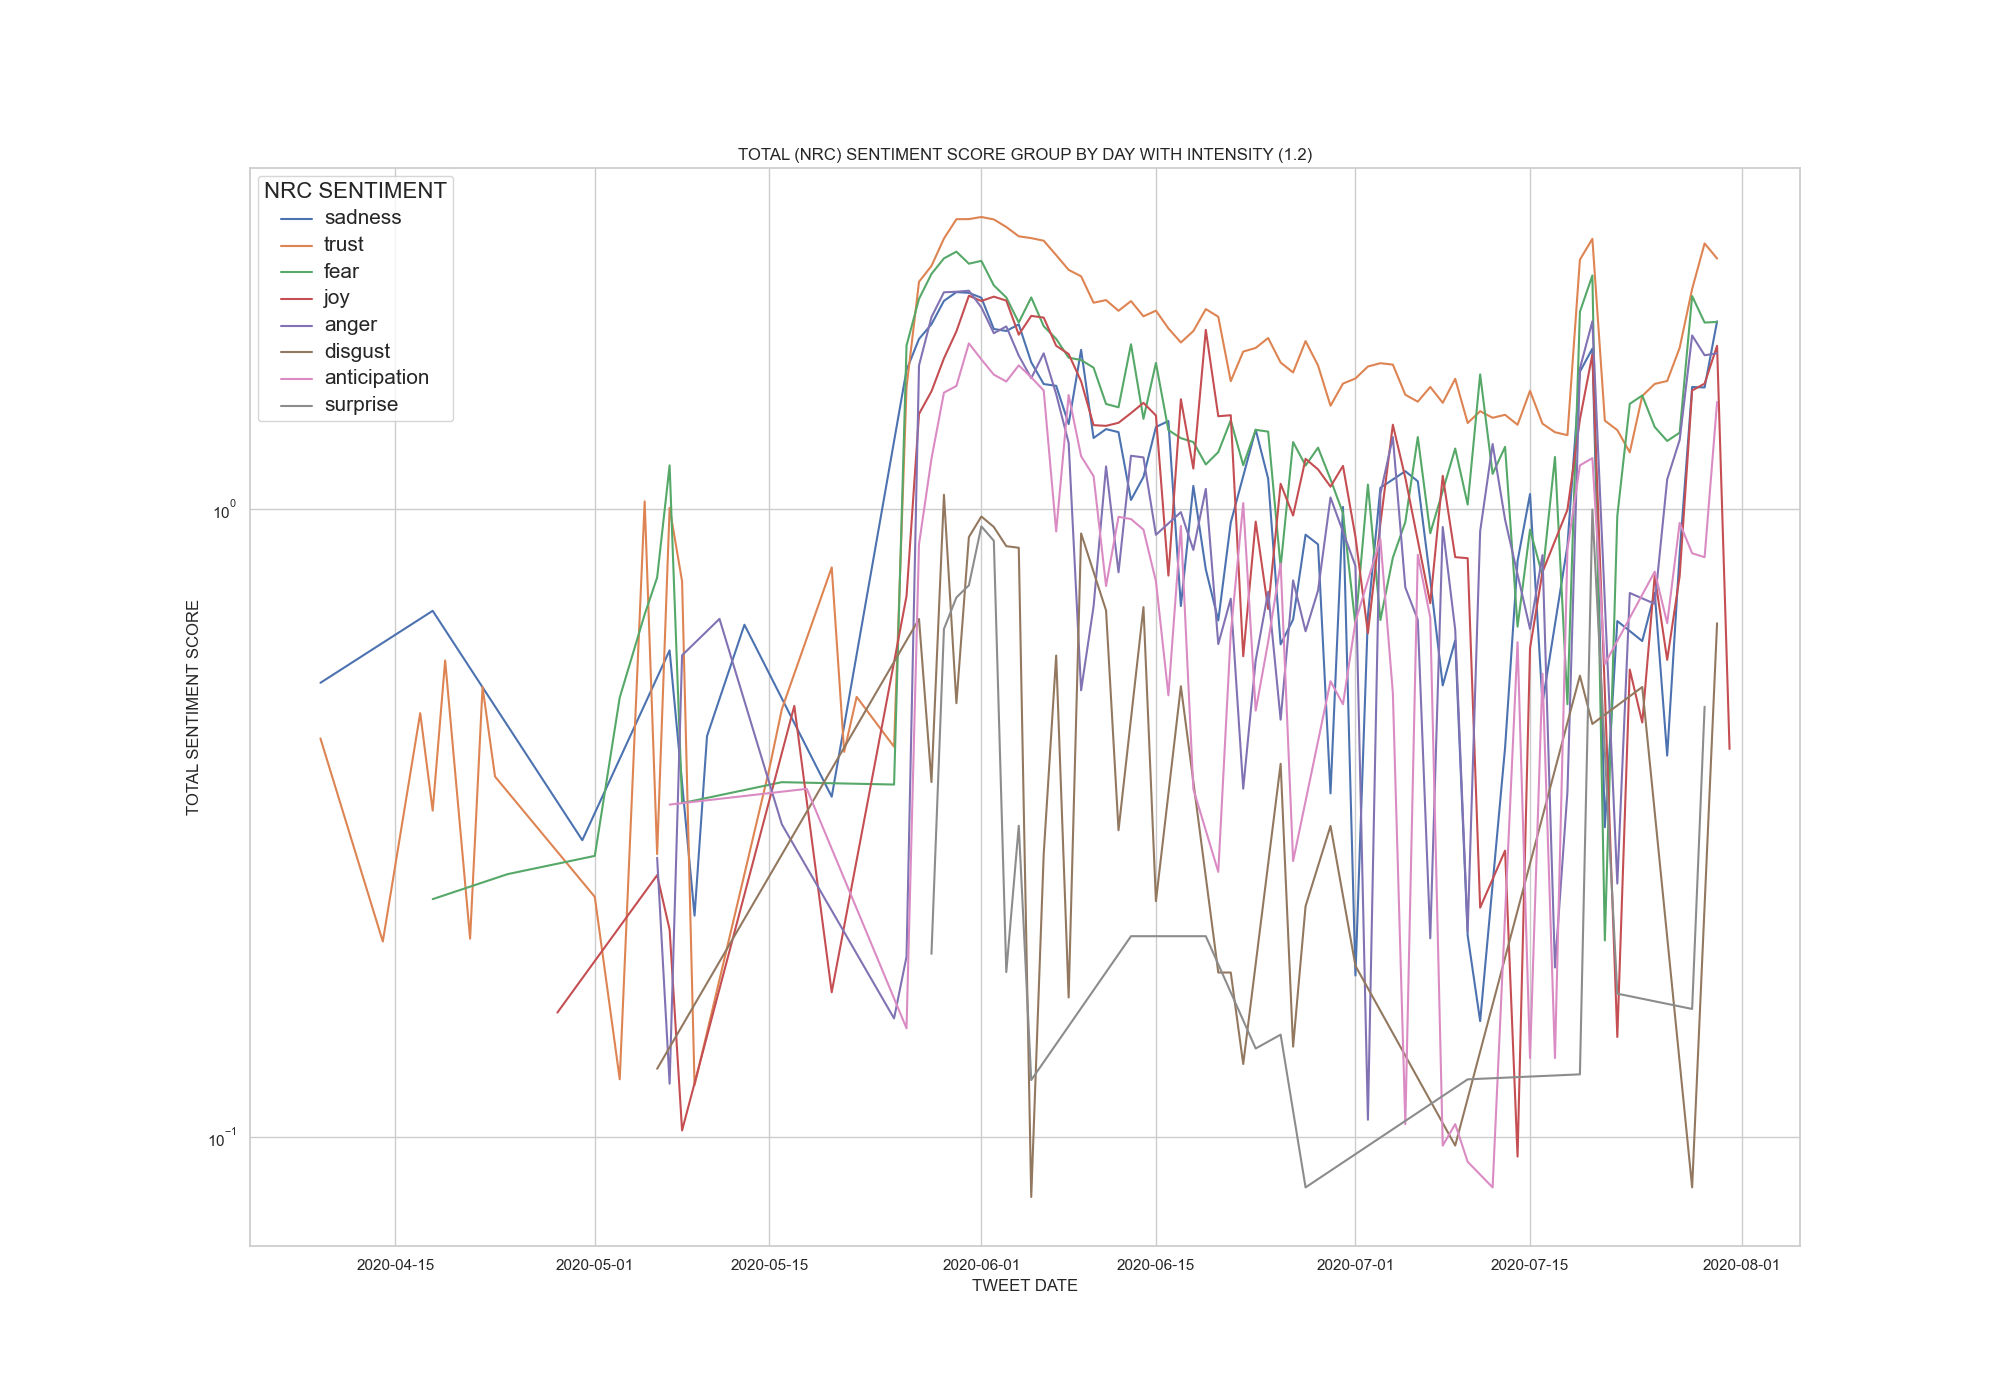 TOTAL (NRC) SENTIMENT SCORE GROUP BY DAY WITH INTENSITY (1.2)
NRC SENTIMENT
sadness
trust
fear
joy
anger
disgust
anticipation
surprise
TOTAL SENTIMENT SCORE
10⁰
10⁻¹
2020-04-15 2020-05-01 2020-05-15 2020-06-01 2020-06-15 2020-07-01 2020-07-15 2020-08-01
TWEET DATE